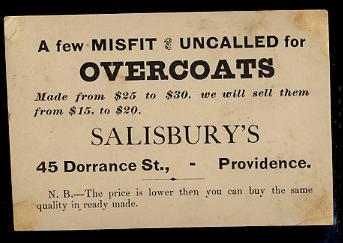 A few MISFIT & UNCALLED for
OVERCOATS
Made from $25 to $30. we will sell them
from $15. to $20.
SALISBURY'S
45 Dorrance St., - Providence.
N. B.—The price is lower then you can buy the same
quality in ready made.